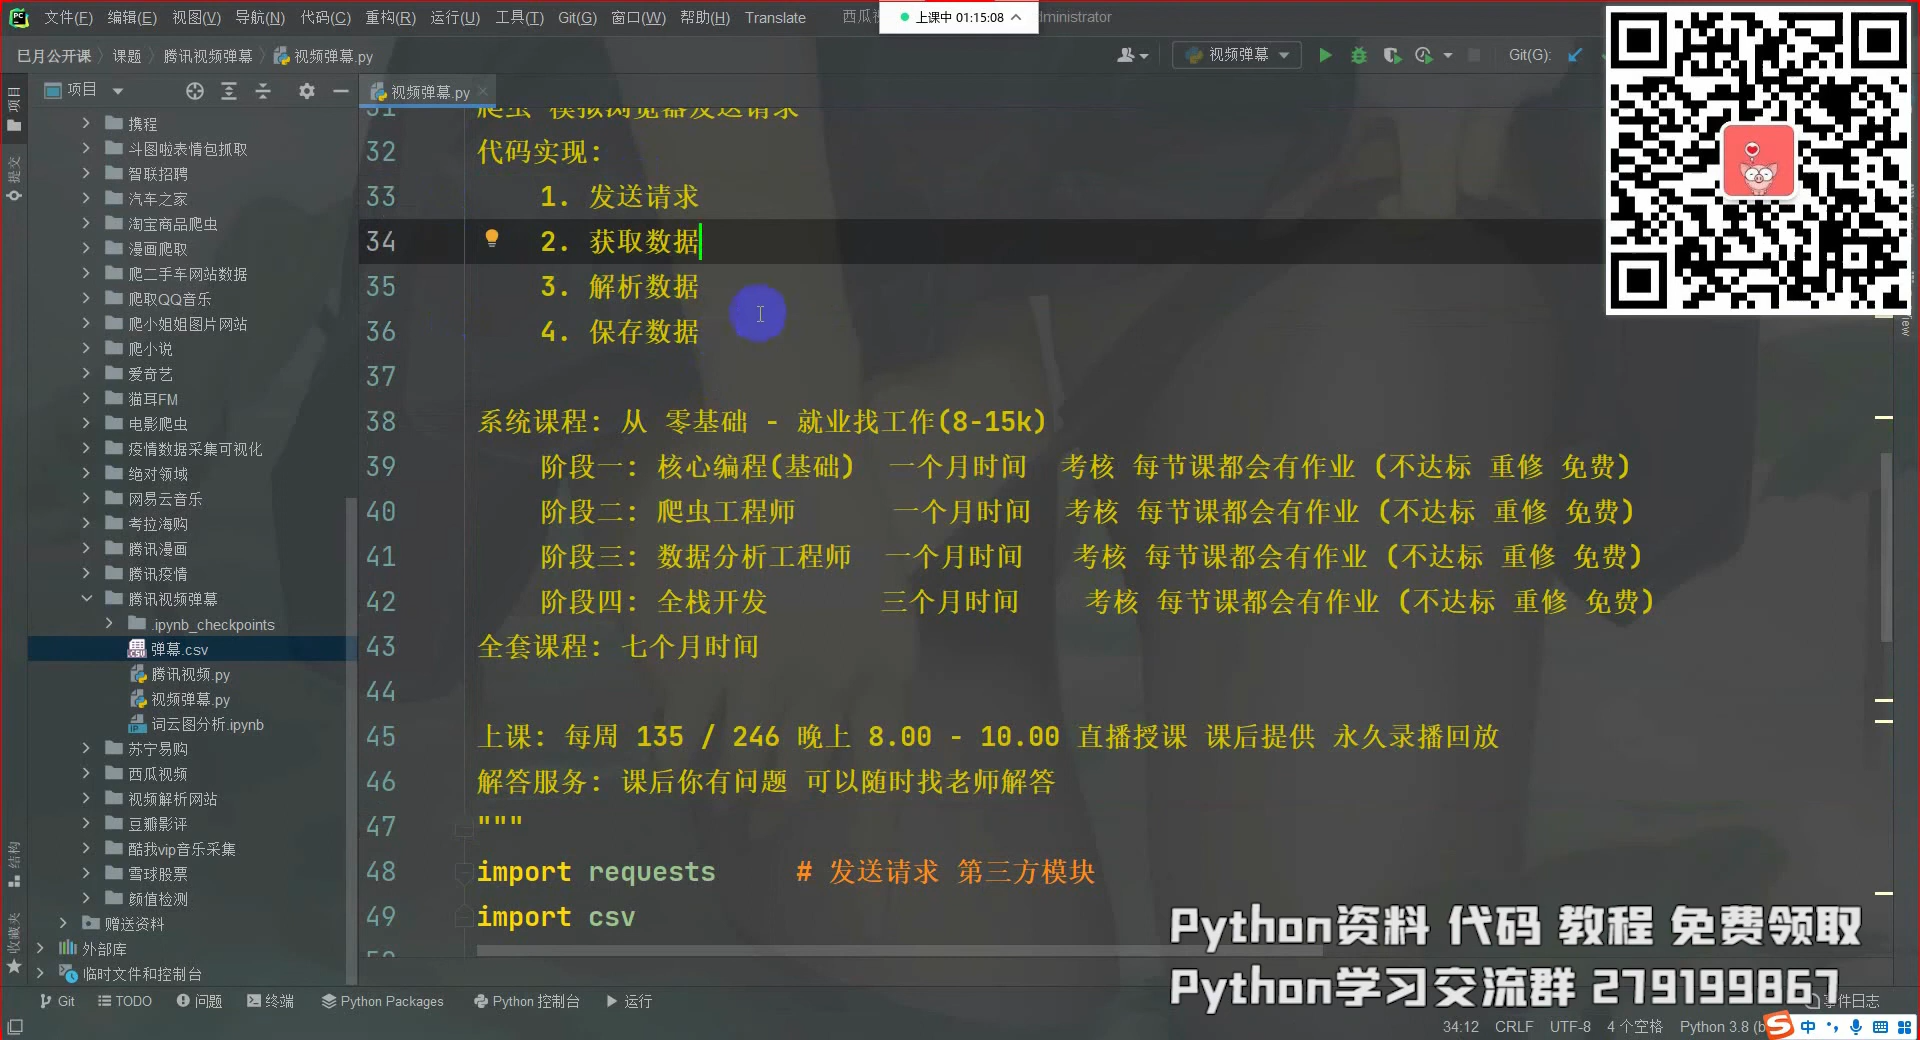 文件(F) 编辑(E) 视图(V) 导航(N) 代码(C) 重构(R) 运行(U) 工具(T) Git(G) 窗口(W) 帮助(H) Translate
上课中 01:15:08
巳月公开课 课题 腾讯视频弹幕 视频弹幕.py
视频弹幕
Git(G):
项目
视频弹幕.py
携程
斗图啦表情包抓取
智联招聘
汽车之家
淘宝商品爬虫
漫画爬取
爬二手车网站数据
爬取QQ音乐
爬小姐姐图片网站
爬小说
爱奇艺
猫耳FM
电影爬虫
疫情数据采集可视化
绝对领域
网易云音乐
考拉海购
腾讯漫画
腾讯疫情
腾讯视频弹幕
.ipynb_checkpoints
弹幕.csv
腾讯视频.py
视频弹幕.py
词云图分析.ipynb
苏宁易购
西瓜视频
视频解析网站
豆瓣影评
酷我vip音乐采集
雪球股票
颜值检测
赠送资料
外部库
临时文件和控制台
项目
提交
结构
收藏夹
31 爬虫 模拟浏览器发送请求
32 代码实现:
33 1. 发送请求
34 2. 获取数据
35 3. 解析数据
36 4. 保存数据
37
38 系统课程: 从 零基础 - 就业找工作(8-15k)
39 阶段一: 核心编程(基础) 一个月时间 考核 每节课都会有作业 (不达标 重修 免费)
40 阶段二: 爬虫工程师 一个月时间 考核 每节课都会有作业 (不达标 重修 免费)
41 阶段三: 数据分析工程师 一个月时间 考核 每节课都会有作业 (不达标 重修 免费)
42 阶段四: 全栈开发 三个月时间 考核 每节课都会有作业 (不达标 重修 免费)
43 全套课程: 七个月时间
44
45 上课: 每周 135 / 246 晚上 8.00 - 10.00 直播授课 课后提供 永久录播回放
46 解答服务: 课后你有问题 可以随时找老师解答
47 """
48 import requests # 发送请求 第三方模块
49 import csv
Python资料 代码 教程 免费领取
Python学习交流群 279199867
Git TODO 问题 终端 Python Packages Python 控制台 运行 事件日志
34:12 CRLF UTF-8 4 个空格 Python 3.8 (b
中